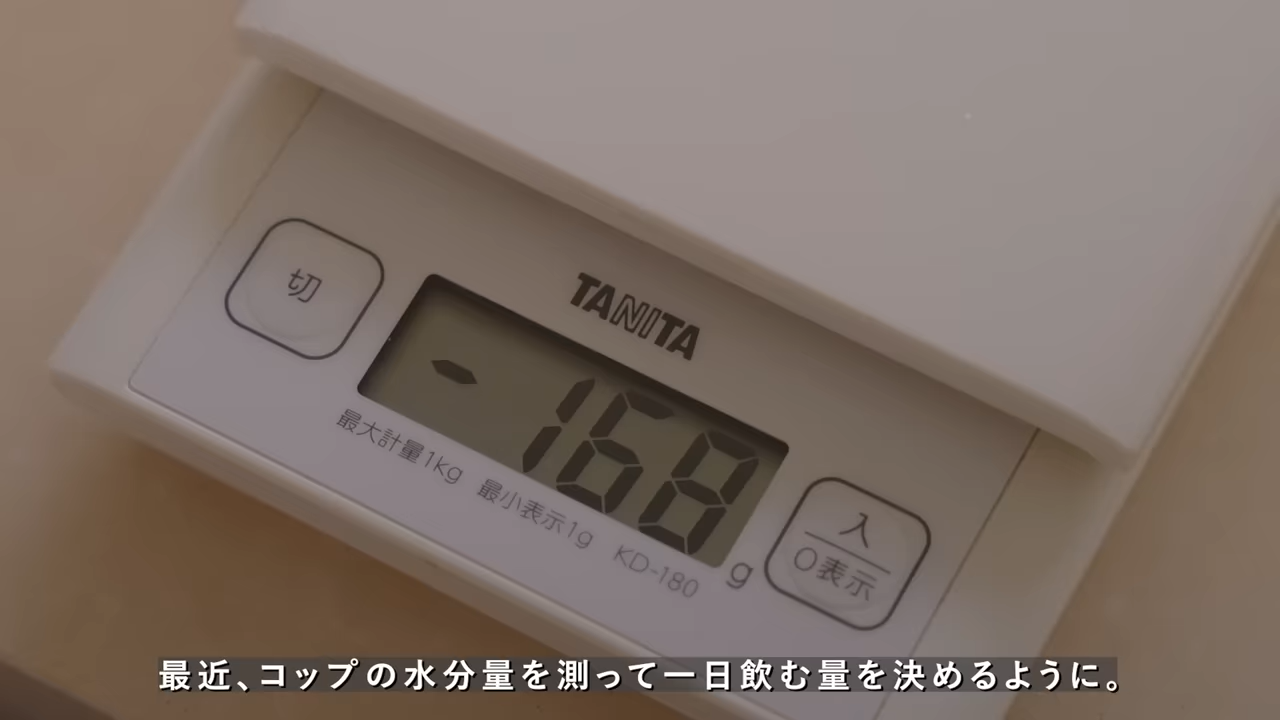 切
TANITA
-168
g
最大計量1kg 最小表示1g KD-180
入
0表示
最近、コップの水分量を測って一日飲む量を決めるように。